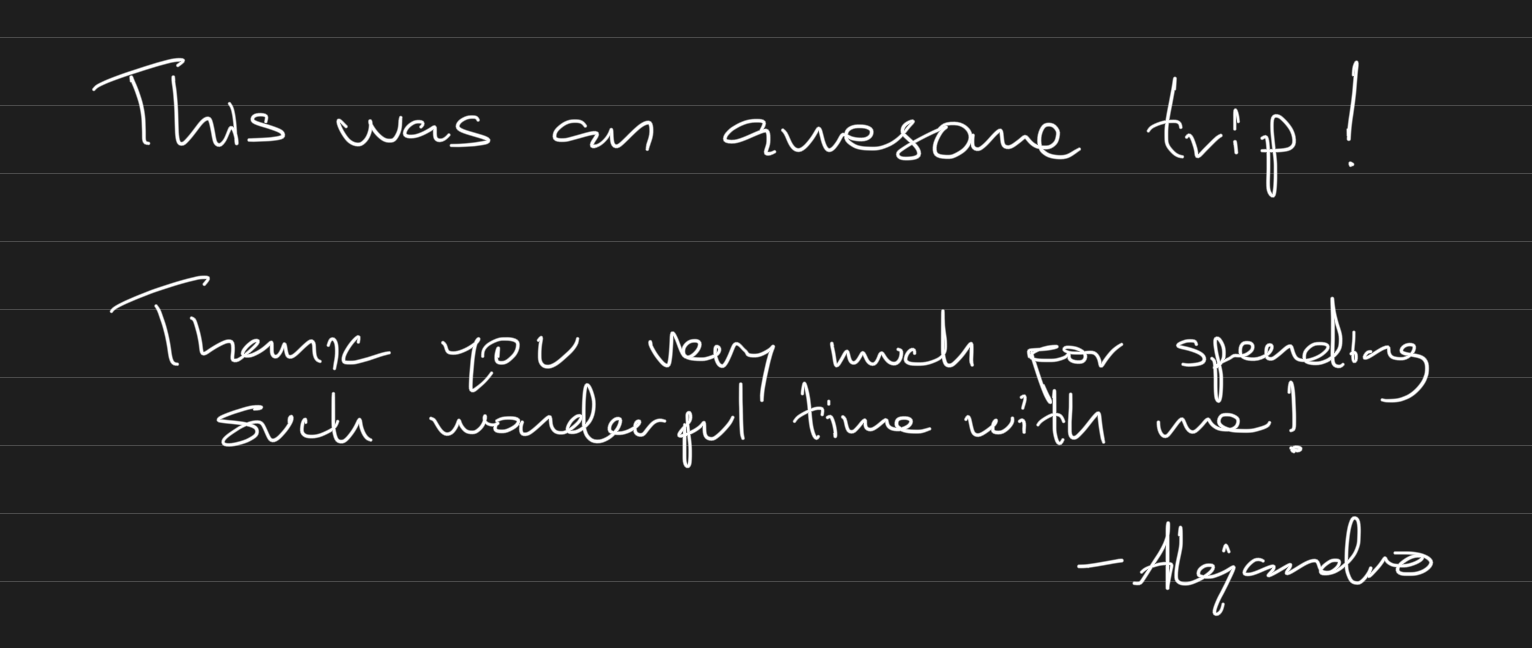 This was an awesome trip!
Thank you very much for spending
such wonderful time with me!
- Alejandro